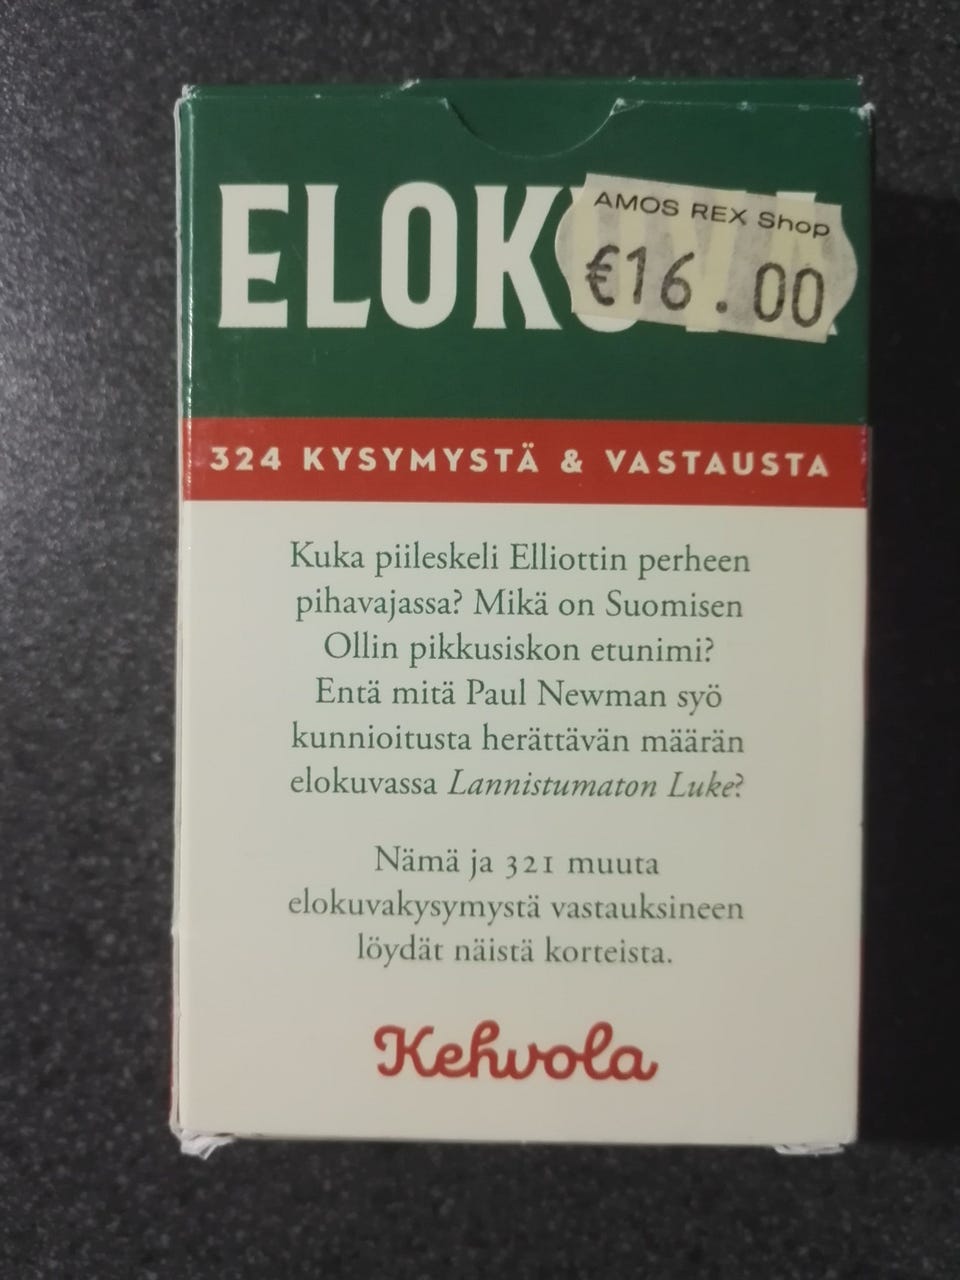 AMOS REX Shop
€16.00
324 KYSYMYSTÄ & VASTAUSTA
Kuka piileskeli Elliottin perheen
pihavajassa? Mikä on Suomisen
Ollin pikkusiskon etunimi?
Entä mitä Paul Newman syö
kunnioitusta herättävän määrän
elokuvassa Lannistumaton Luke?
Nämä ja 321 muuta
elokuvakysymystä vastauksineen
löydät näistä korteista.
Kehvola